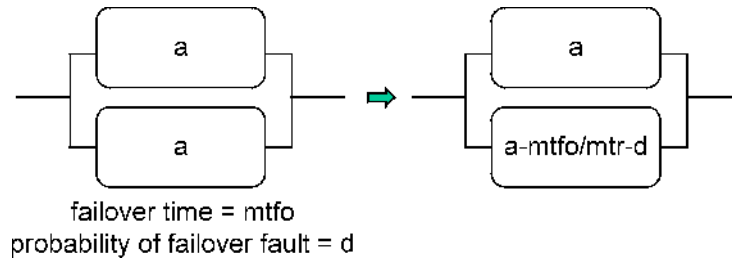 a
a
a
a-mtfo/mtr-d
failover time = mtfo
probability of failover fault = d